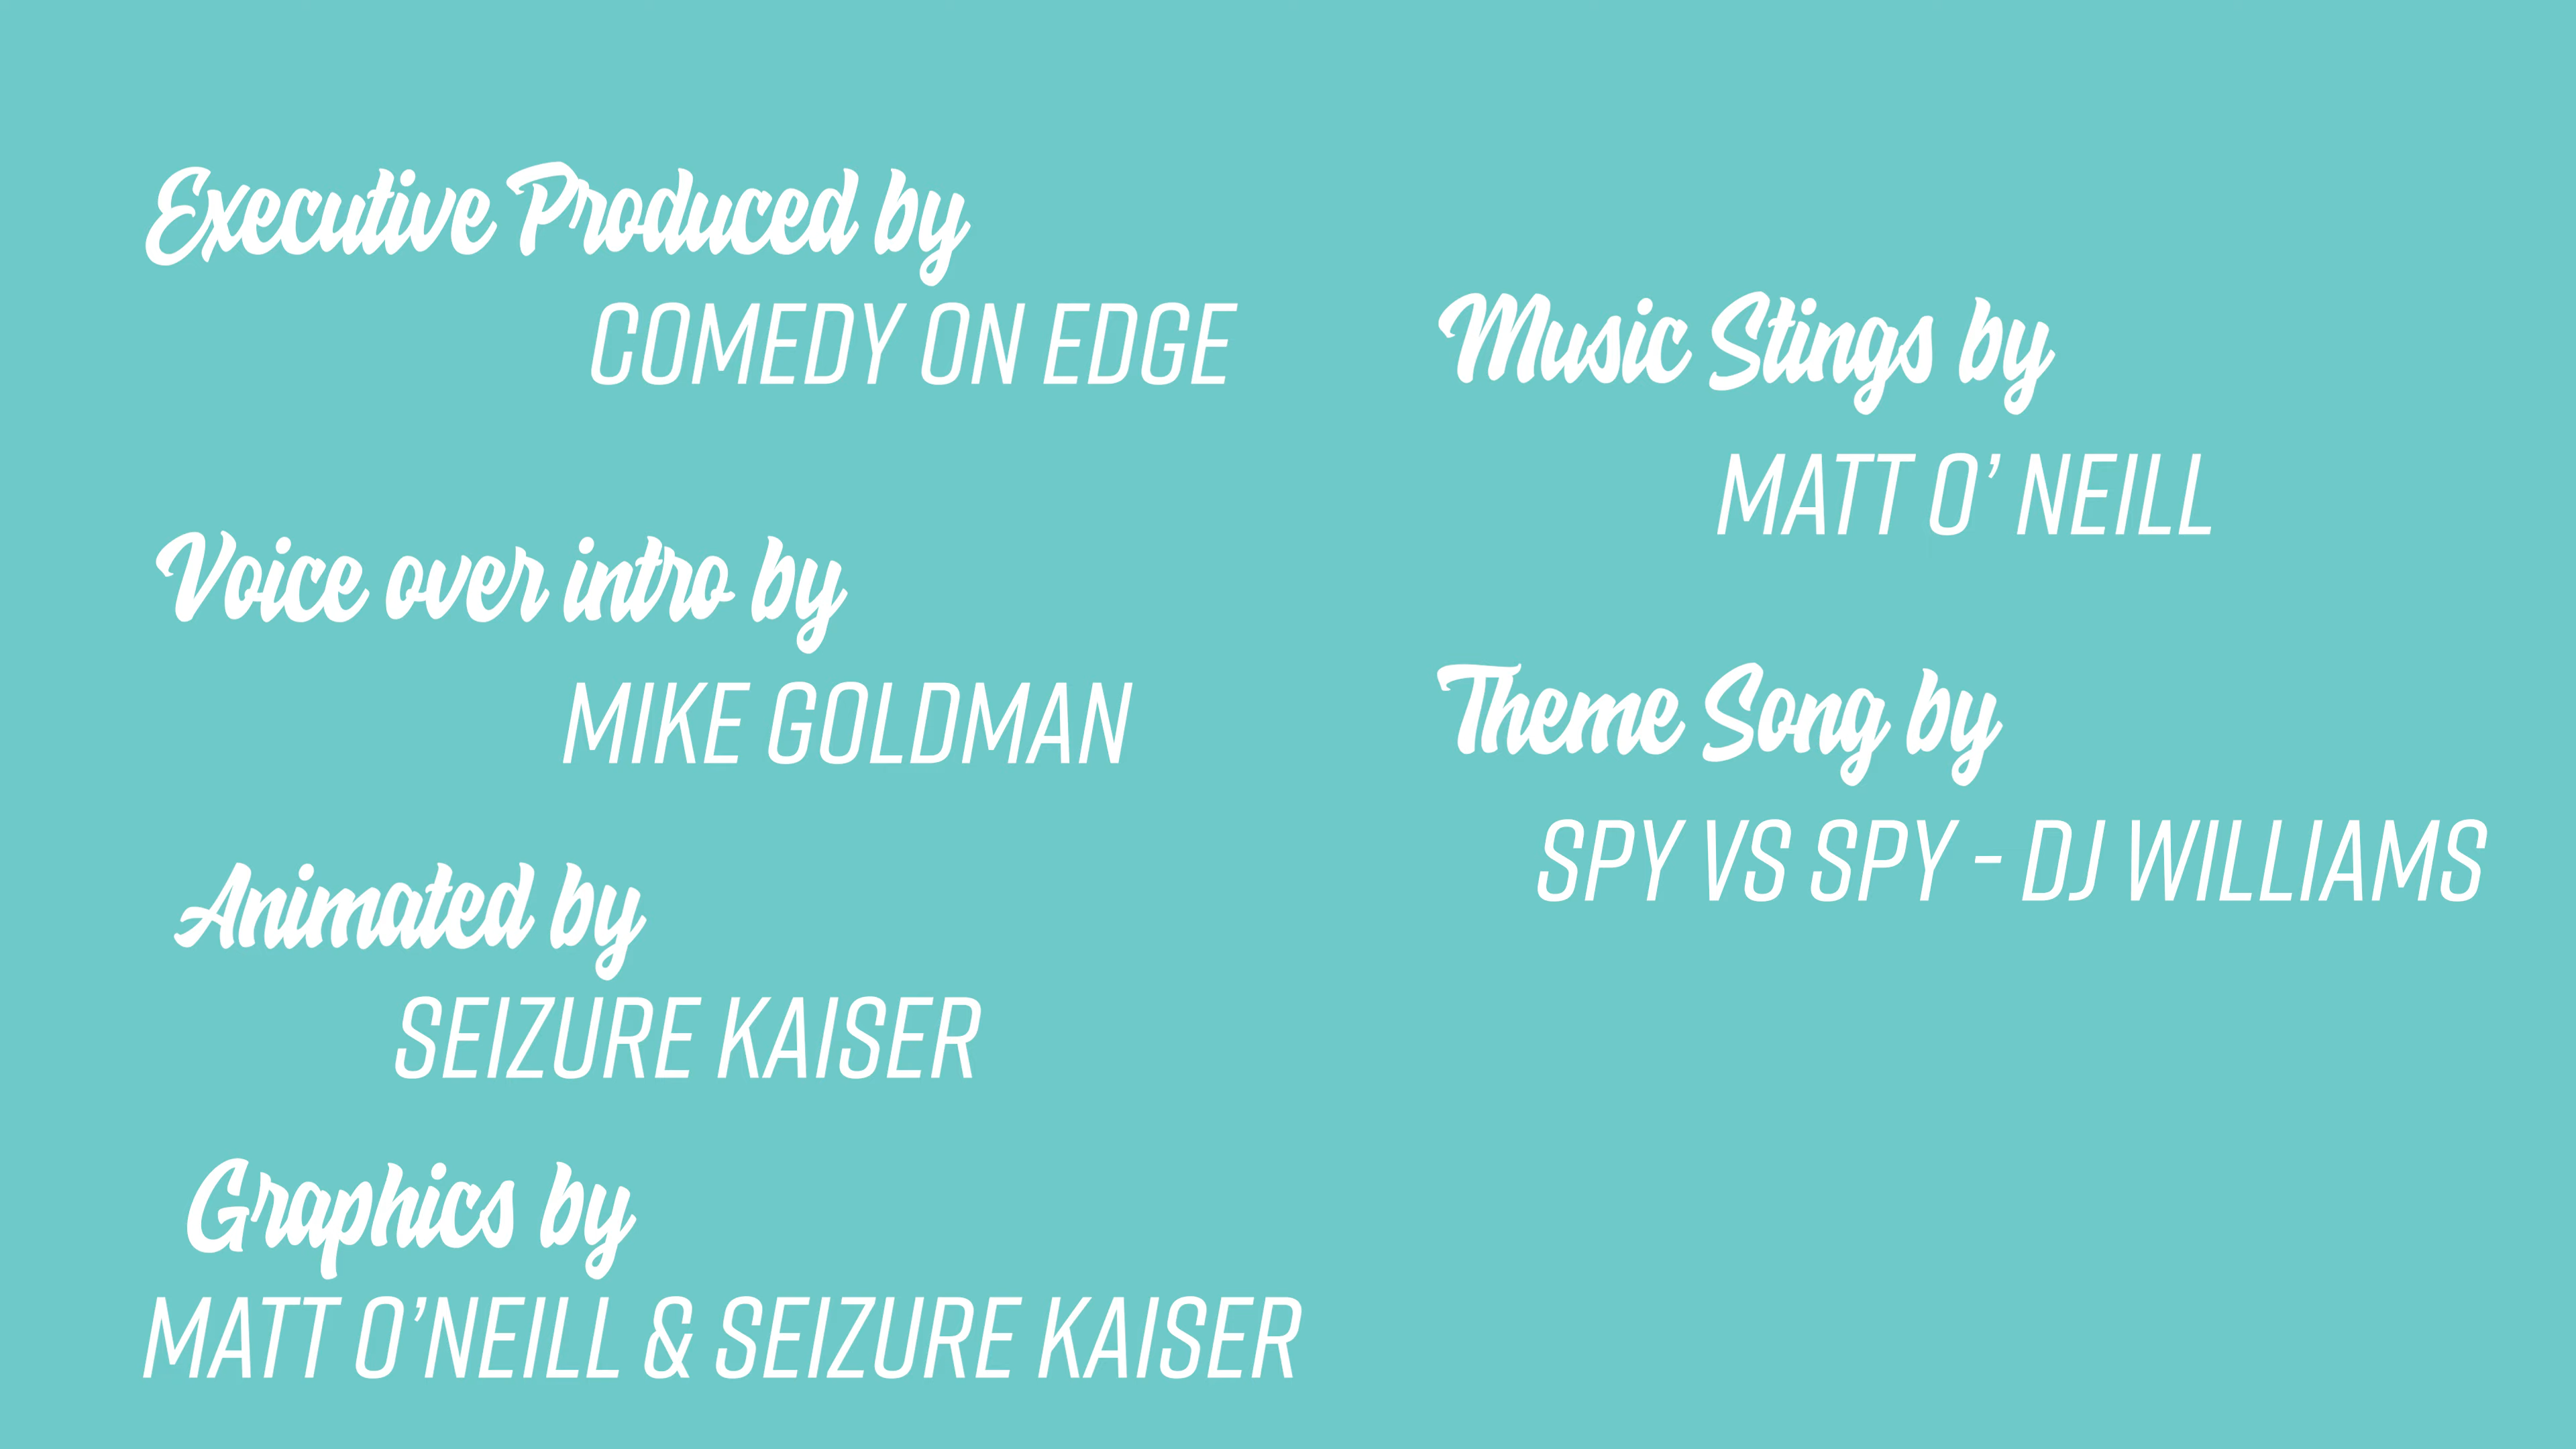 Executive Produced by
COMEDY ON EDGE
Voice over intro by
MIKE GOLDMAN
Animated by
SEIZURE KAISER
Graphics by
MATT O'NEILL & SEIZURE KAISER
Music Stings by
MATT O' NEILL
Theme Song by
SPY VS SPY - DJ WILLIAMS